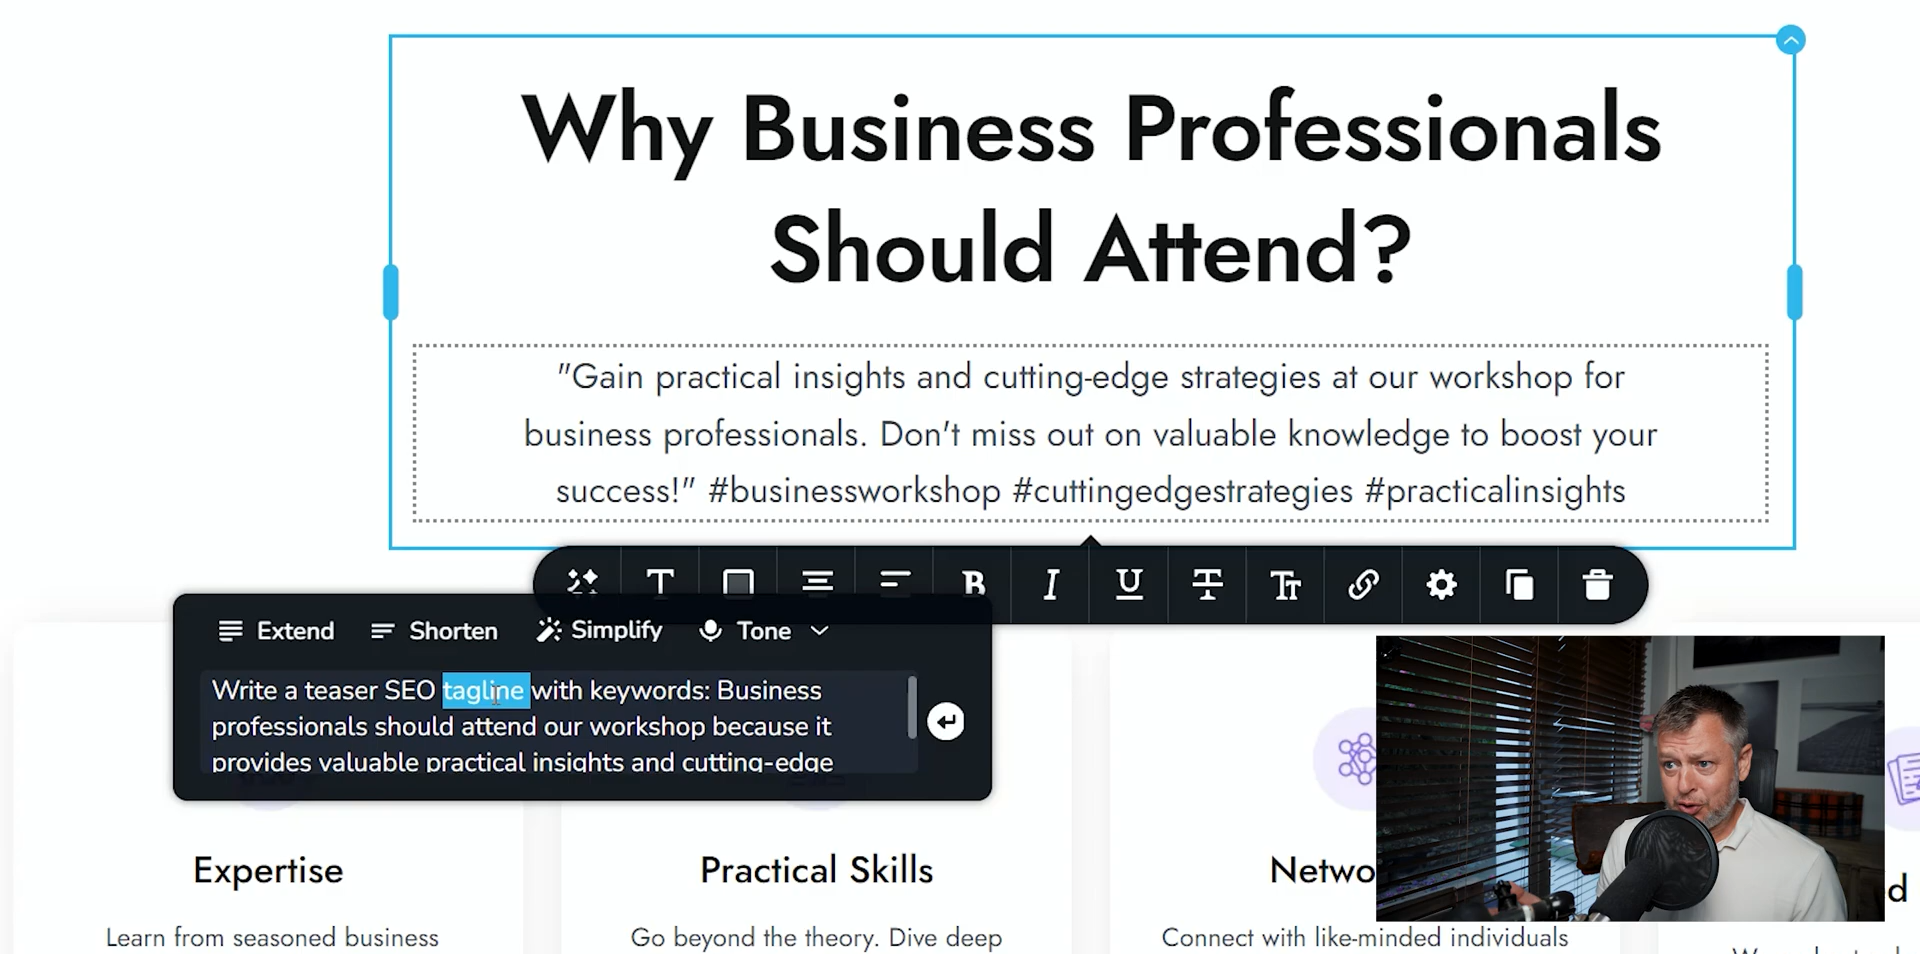 Why Business Professionals
Should Attend?
"Gain practical insights and cutting-edge strategies at our workshop for
business professionals. Don't miss out on valuable knowledge to boost your
success!" #businessworkshop #cuttingedgestrategies #practicalinsights
T B I U T Tt
Extend Shorten Simplify Tone
Write a teaser SEO tagline with keywords: Business
professionals should attend our workshop because it
provides valuable practical insights and cutting-edge
Expertise Practical Skills Netwo d
Learn from seasoned business Go beyond the theory. Dive deep Connect with like-minded individuals